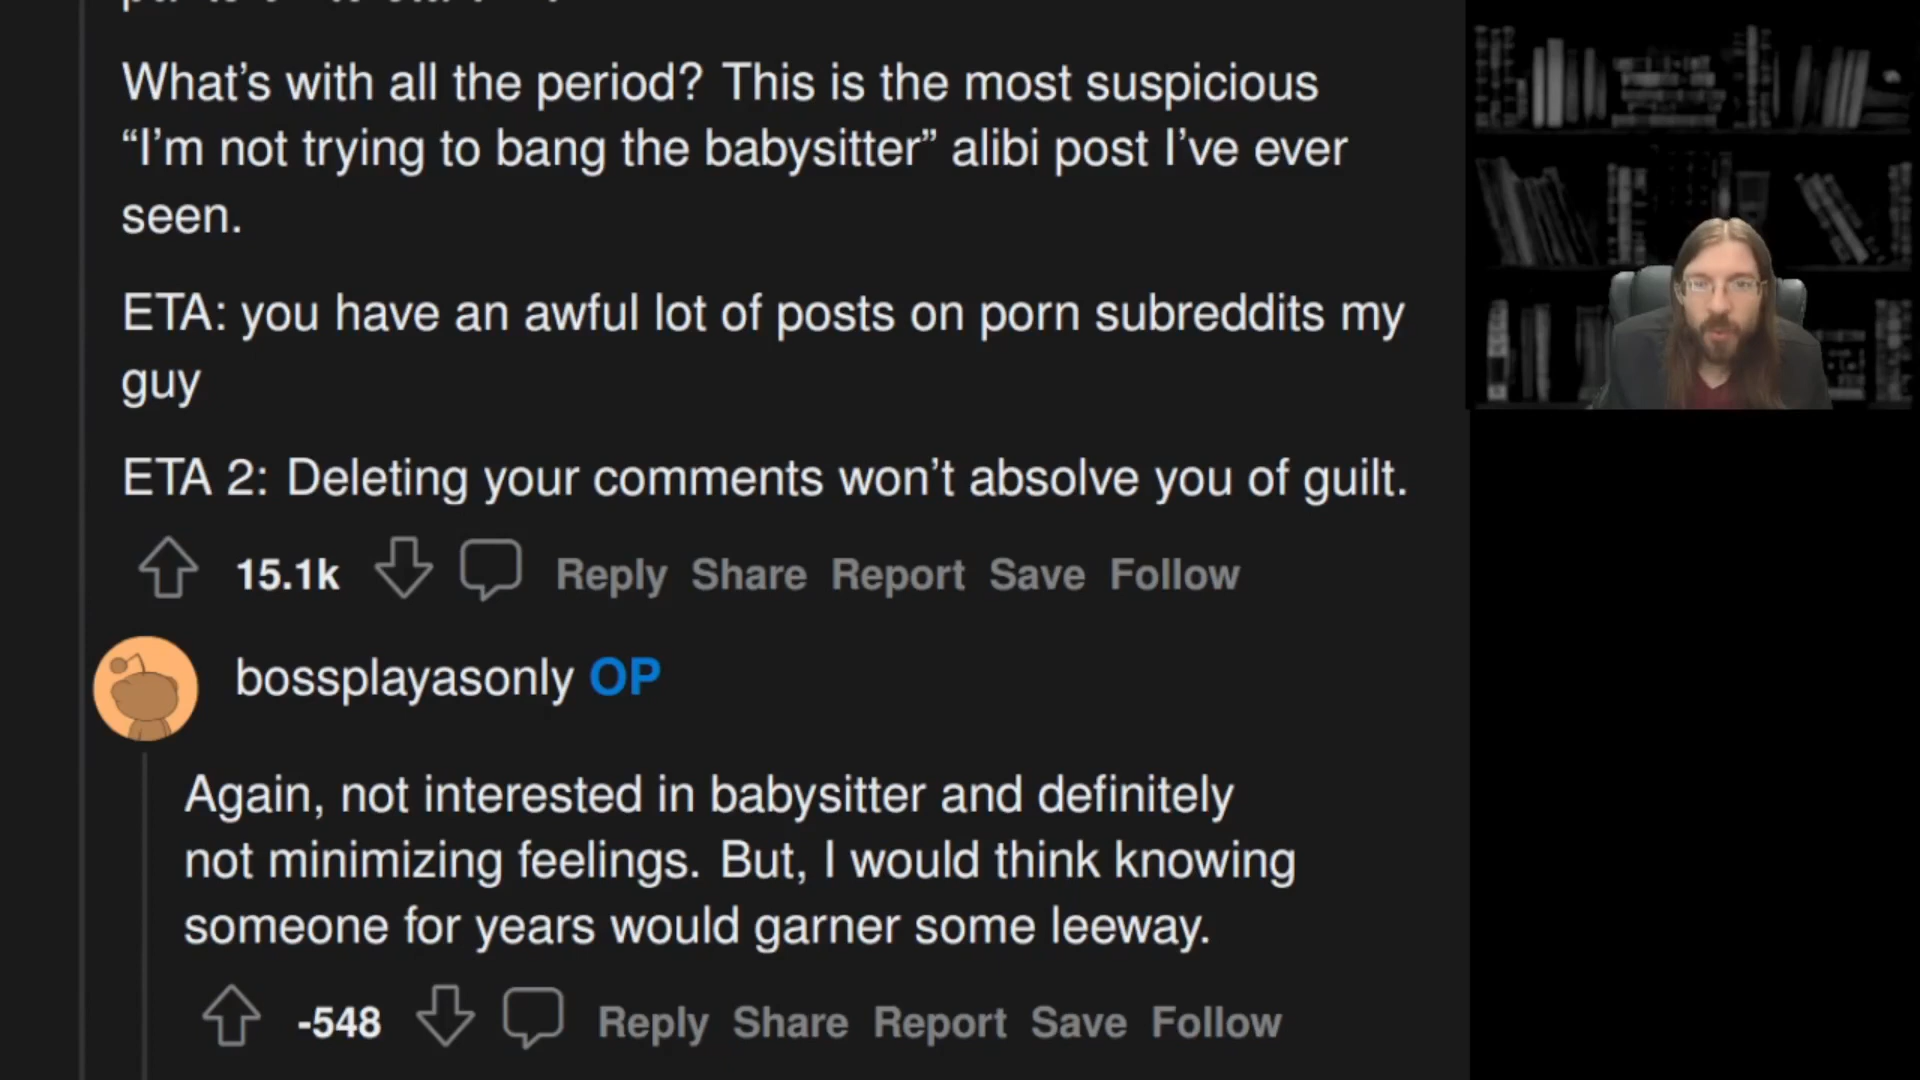 What's with all the period? This is the most suspicious
“I'm not trying to bang the babysitter” alibi post I've ever
seen.
ETA: you have an awful lot of posts on porn subreddits my
guy
ETA 2: Deleting your comments won't absolve you of guilt.
15.1k Reply Share Report Save Follow
bossplayasonly OP
Again, not interested in babysitter and definitely
not minimizing feelings. But, I would think knowing
someone for years would garner some leeway.
-548 Reply Share Report Save Follow